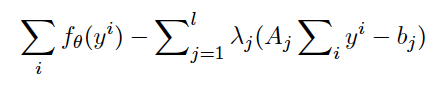 ∑_i f_θ(y^i) − ∑_{j=1}^{l} λ_j(A_j ∑_i y^i − b_j)